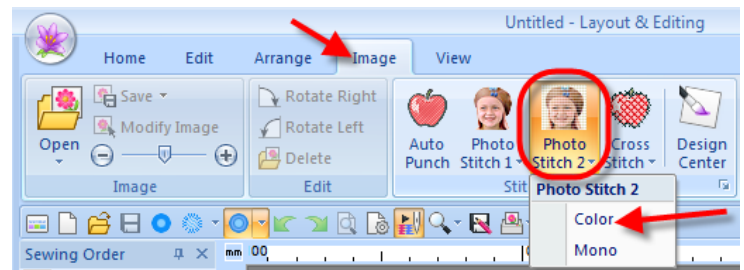 Untitled - Layout & Editing
Home Edit Arrange Image View
Save Rotate Right
Modify Image Rotate Left
Open Delete
Auto Punch Photo Stitch 1 Photo Stitch 2 Cross Stitch Design Center
Image Edit Stit
Photo Stitch 2
Color
Mono
Sewing Order mm 00